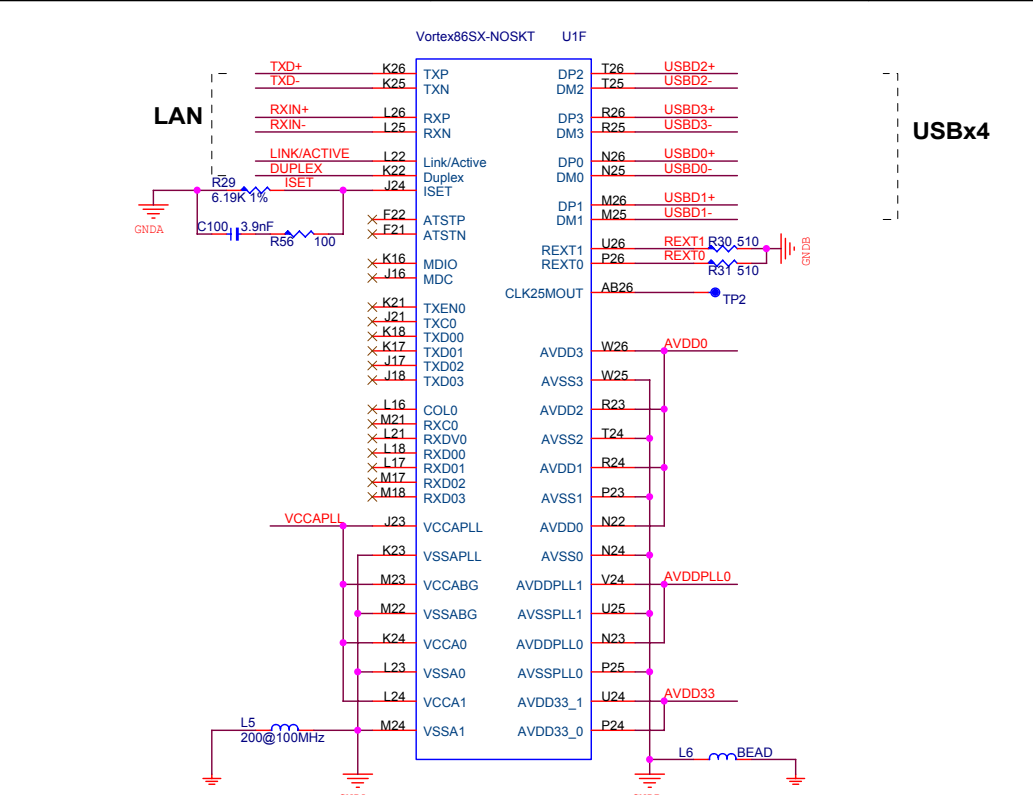 Vortex86SX-NOSKT U1F
TXD+ K26 TXP DP2 T26 USBD2+
TXD- K25 TXN DM2 T25 USBD2-
LAN USBx4
RXIN+ L26 RXP DP3 R26 USBD3+
RXIN- L25 RXN DM3 R25 USBD3-
LINK/ACTIVE L22 Link/Active DP0 N26 USBD0+
DUPLEX K22 Duplex DM0 N25 USBD0-
R29 ISET J24 ISET
6.19K 1%
DP1 M26 USBD1+
F22 ATSTP DM1 M25 USBD1-
C100 3.9nF F21 ATSTN
R56 100
GNDA
REXT1 U26 REXT1 R30 510
K16 MDIO REXT0 P26 REXT0
R31 510
GNDB
J16 MDC
CLK25MOUT AB26 TP2
K21 TXEN0
J21 TXC0
K18 TXD00
K17 TXD01 AVDD3 W26 AVDD0
J17 TXD02
J18 TXD03 AVSS3 W25
L16 COL0 AVDD2 R23
M21 RXC0
L21 RXDV0 AVSS2 T24
L18 RXD00
L17 RXD01 AVDD1 R24
M17 RXD02
M18 RXD03 AVSS1 P23
VCCAPLL J23 VCCAPLL AVDD0 N22
K23 VSSAPLL AVSS0 N24
M23 VCCABG AVDDPLL1 V24 AVDDPLL0
M22 VSSABG AVSSPLL1 U25
K24 VCCA0 AVDDPLL0 N23
L23 VSSA0 AVSSPLL0 P25
L24 VCCA1 AVDD33_1 U24 AVDD33
L5 M24 VSSA1 AVDD33_0 P24
200@100MHz
L6 BEAD